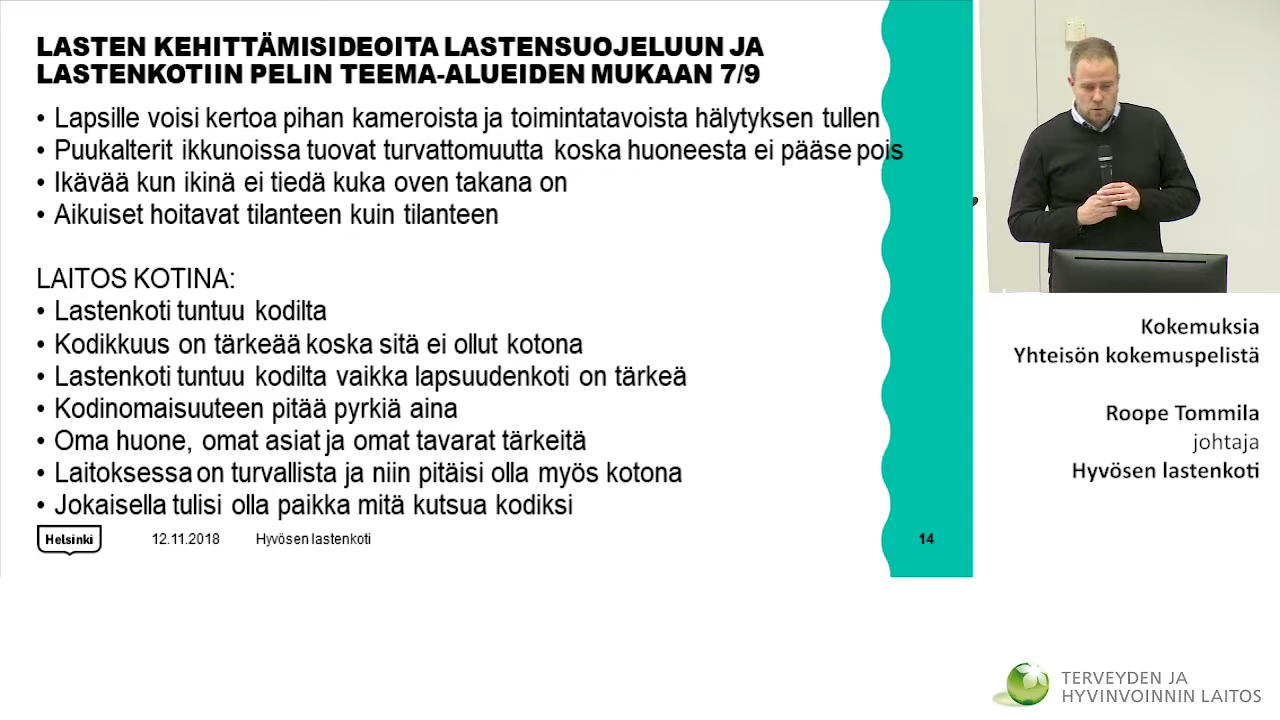 LASTEN KEHITTÄMISIDEOITA LASTENSUOJELUUN JA
LASTENKOTIIN PELIN TEEMA-ALUEIDEN MUKAAN 7/9
• Lapsille voisi kertoa pihan kameroista ja toimintatavoista hälytyksen tullen
• Puukalterit ikkunoissa tuovat turvattomuutta koska huoneesta ei pääse pois
• Ikävää kun ikinä ei tiedä kuka oven takana on
• Aikuiset hoitavat tilanteen kuin tilanteen
LAITOS KOTINA:
• Lastenkoti tuntuu kodilta
• Kodikkuus on tärkeää koska sitä ei ollut kotona
• Lastenkoti tuntuu kodilta vaikka lapsuudenkoti on tärkeä
• Kodinomaisuuteen pitää pyrkiä aina
• Oma huone, omat asiat ja omat tavarat tärkeitä
• Laitoksessa on turvallista ja niin pitäisi olla myös kotona
• Jokaisella tulisi olla paikka mitä kutsua kodiksi
Helsinki 12.11.2018 Hyvösen lastenkoti 14
Kokemuksia
Yhteisön kokemuspelistä
Roope Tommila
johtaja
Hyvösen lastenkoti
TERVEYDEN JA
HYVINVOINNIN LAITOS